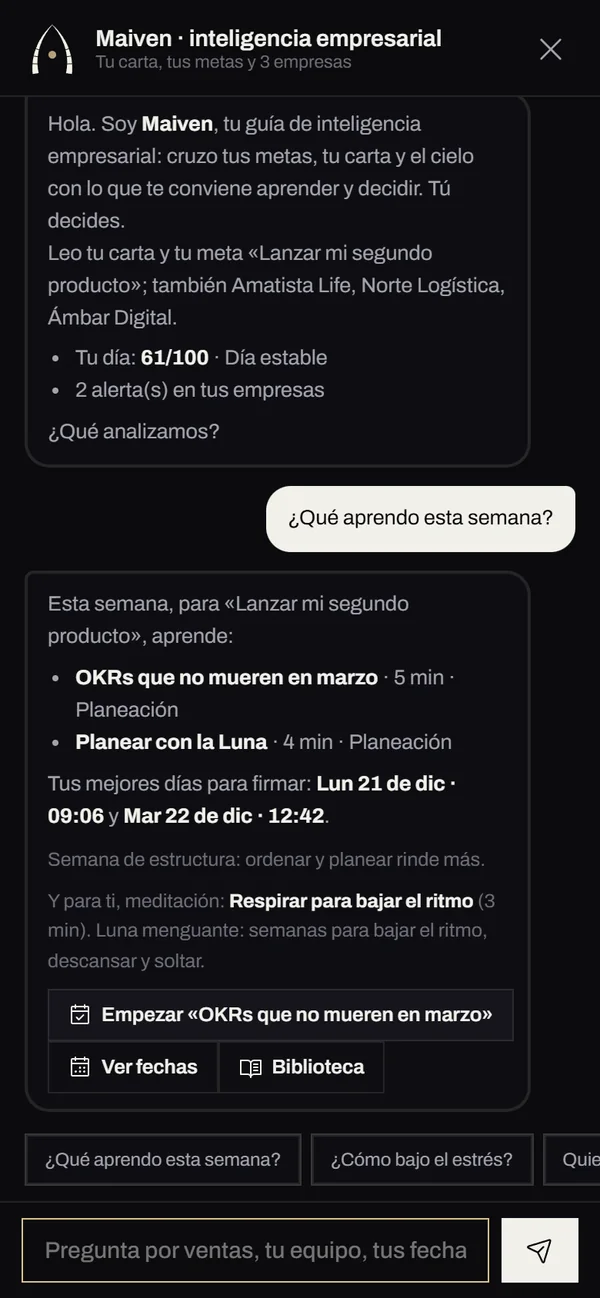 Maiven · inteligencia empresarial
Tu carta, tus metas y 3 empresas
Hola. Soy Maiven, tu guía de inteligencia
empresarial: cruzo tus metas, tu carta y el cielo
con lo que te conviene aprender y decidir. Tú
decides.
Leo tu carta y tu meta «Lanzar mi segundo
producto»; también Amatista Life, Norte Logística,
Ámbar Digital.
• Tu día: 61/100 · Día estable
• 2 alerta(s) en tus empresas
¿Qué analizamos?
¿Qué aprendo esta semana?
Esta semana, para «Lanzar mi segundo
producto», aprende:
• OKRs que no mueren en marzo · 5 min ·
Planeación
• Planear con la Luna · 4 min · Planeación
Tus mejores días para firmar: Lun 21 de dic ·
09:06 y Mar 22 de dic · 12:42.
Semana de estructura: ordenar y planear rinde más.
Y para ti, meditación: Respirar para bajar el ritmo (3
min). Luna menguante: semanas para bajar el ritmo,
descansar y soltar.
Empezar «OKRs que no mueren en marzo»
Ver fechas
Biblioteca
¿Qué aprendo esta semana?
¿Cómo bajo el estrés?
Quie
Pregunta por ventas, tu equipo, tus fecha